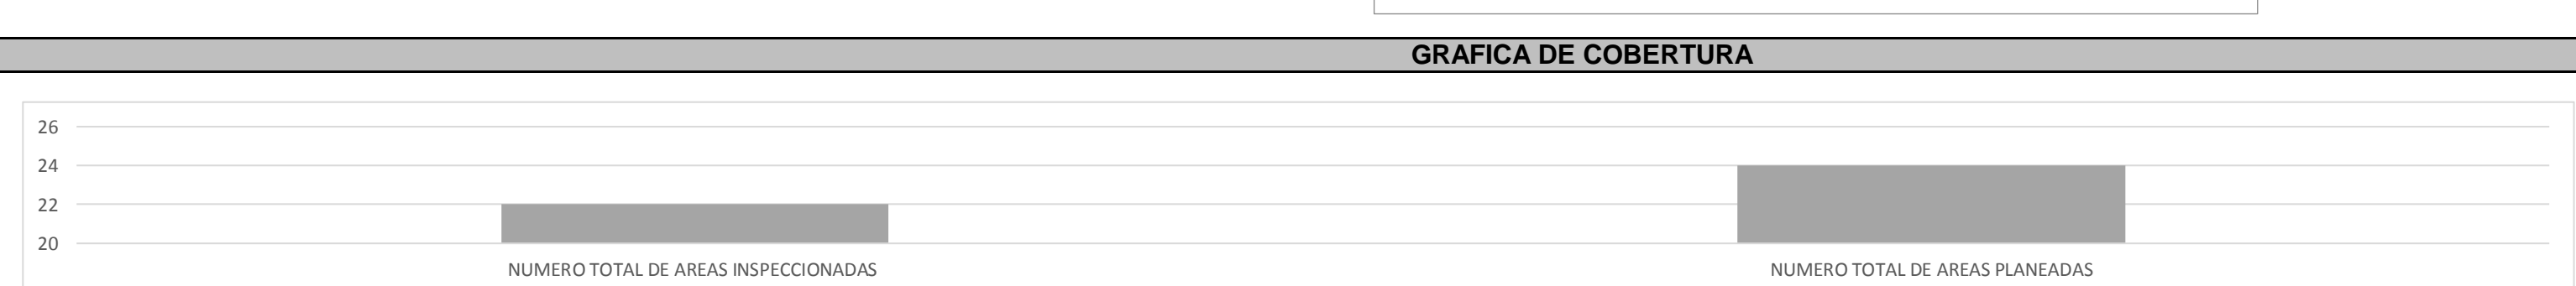 GRAFICA DE COBERTURA
26
24
22
20
NUMERO TOTAL DE AREAS INSPECCIONADAS
NUMERO TOTAL DE AREAS PLANEADAS